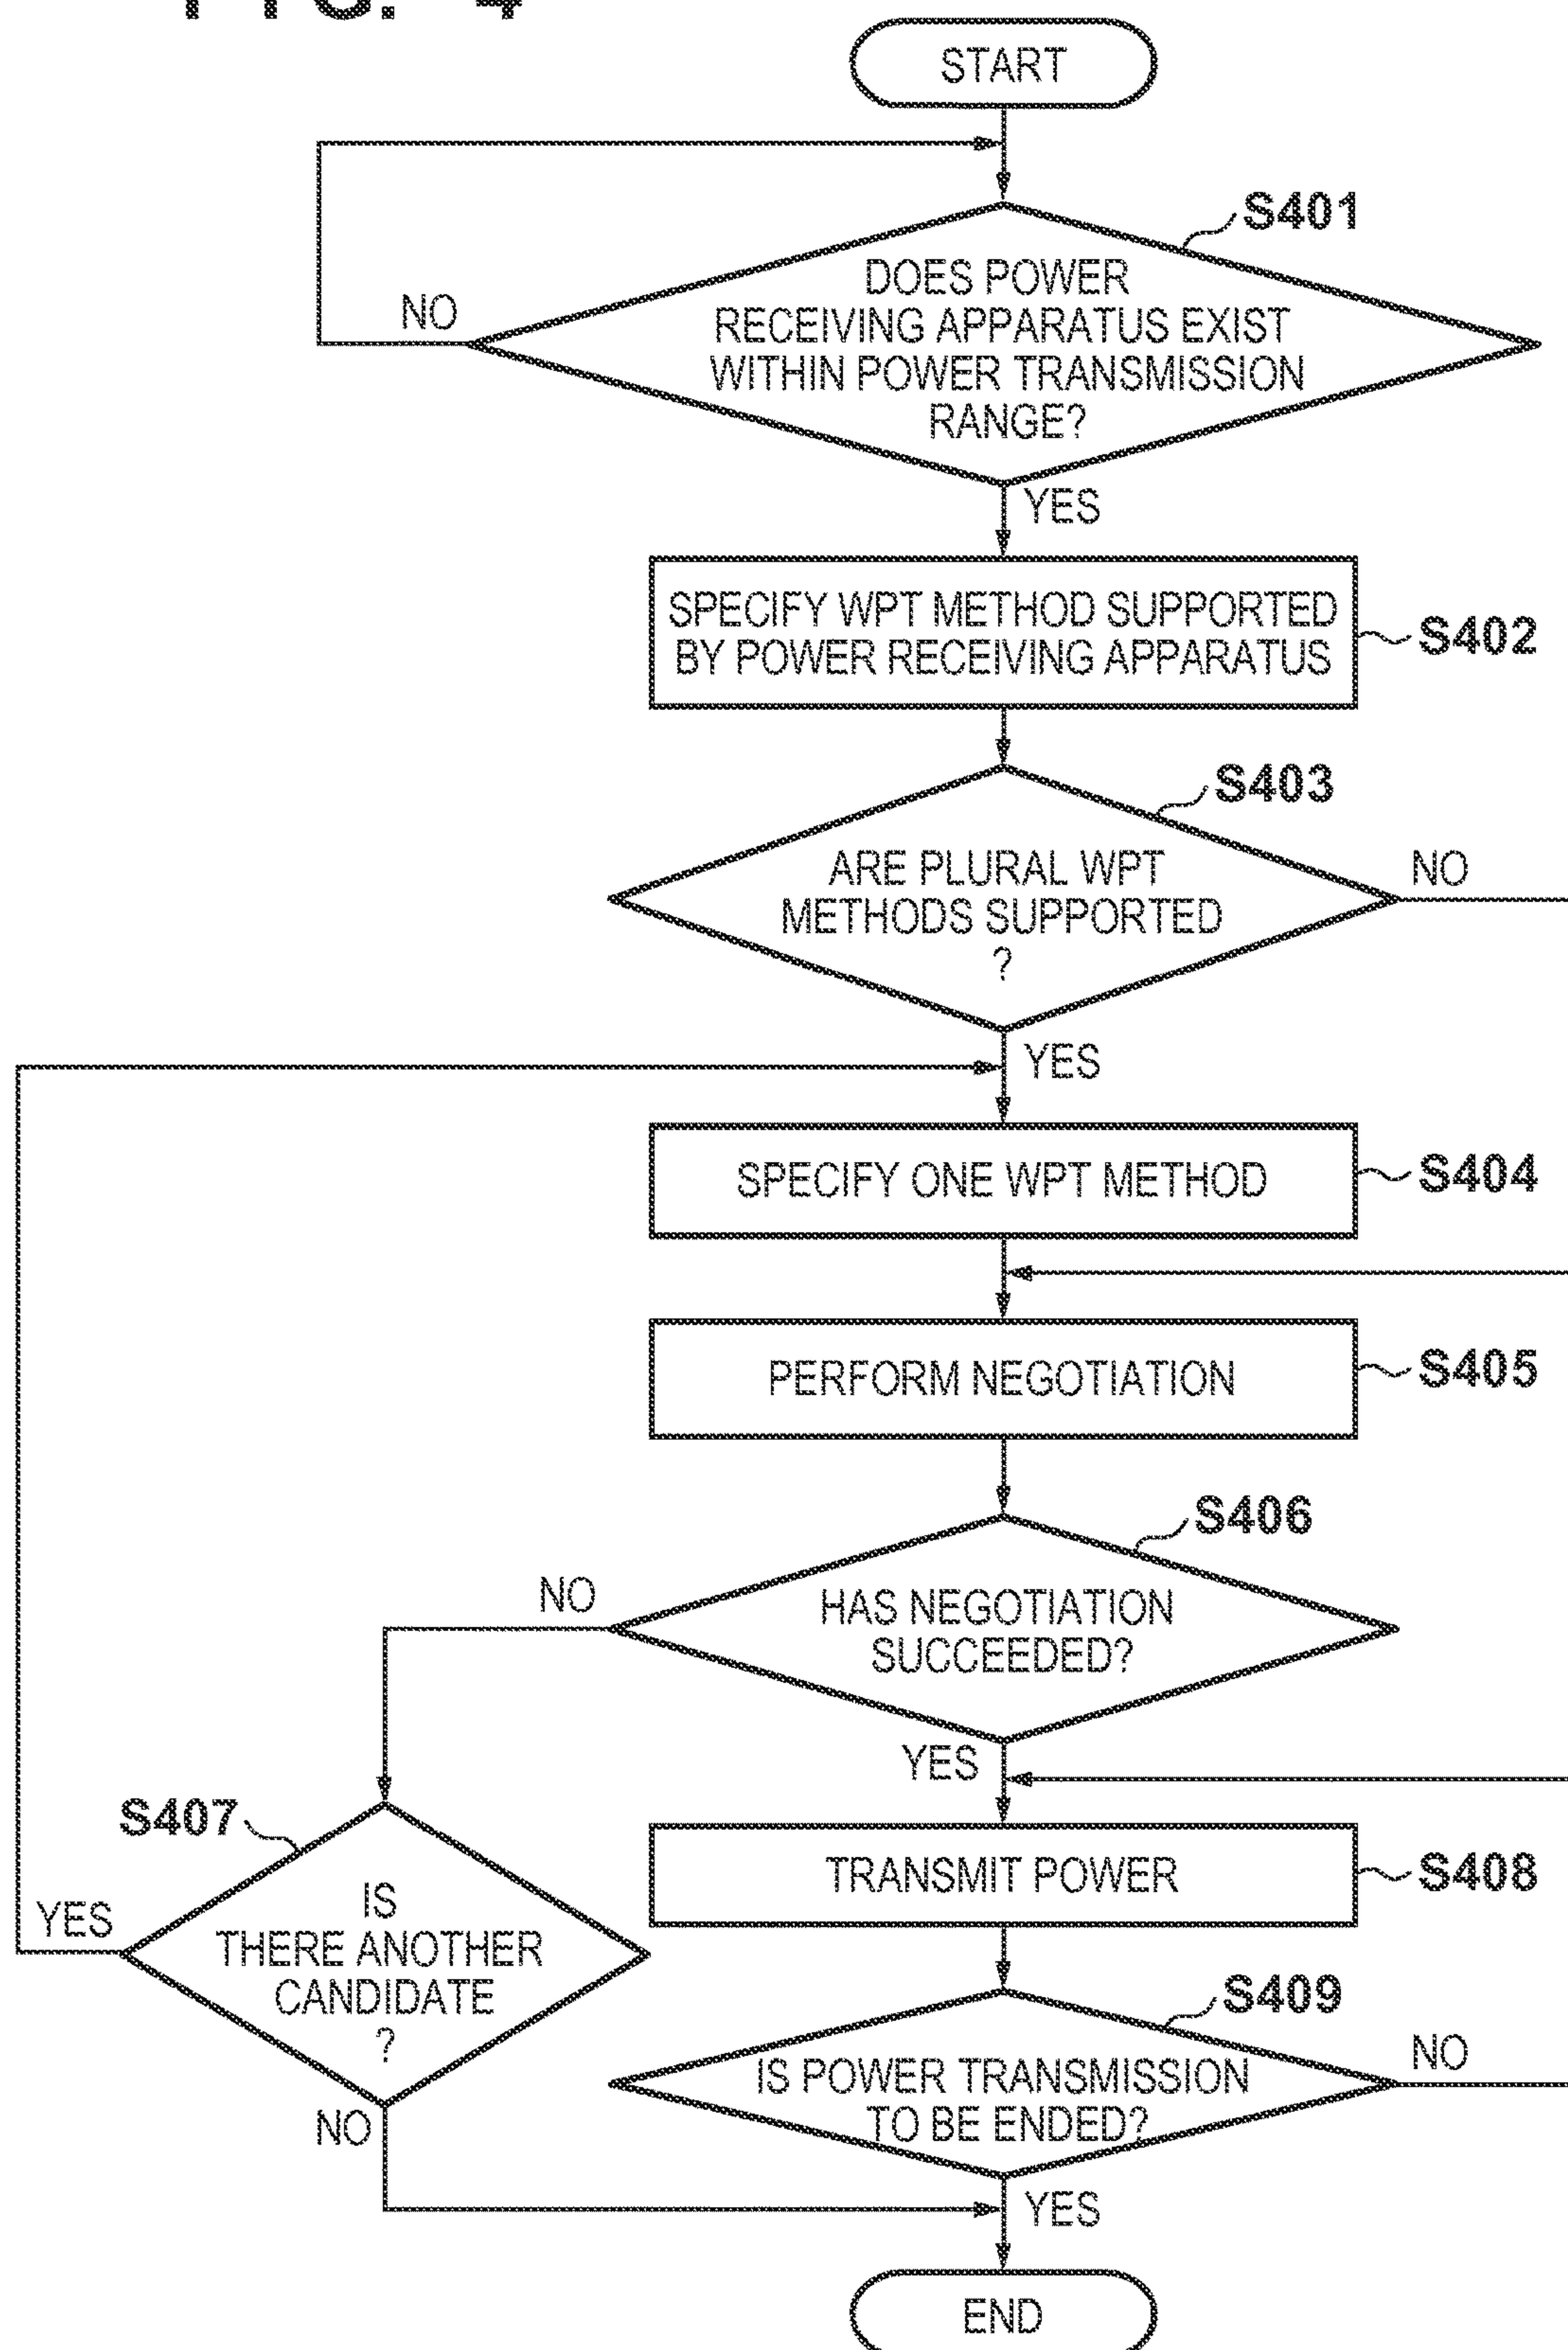 FIG. 4
START
S401
DOES POWER
RECEIVING APPARATUS EXIST
WITHIN POWER TRANSMISSION
RANGE?
NO
YES
SPECIFY WPT METHOD SUPPORTED
BY POWER RECEIVING APPARATUS
S402
S403
ARE PLURAL WPT
METHODS SUPPORTED
?
NO
YES
SPECIFY ONE WPT METHOD
S404
PERFORM NEGOTIATION
S405
S406
HAS NEGOTIATION
SUCCEEDED?
NO
YES
S407
IS
THERE ANOTHER
CANDIDATE
?
YES
NO
TRANSMIT POWER
S408
S409
IS POWER TRANSMISSION
TO BE ENDED?
NO
YES
END